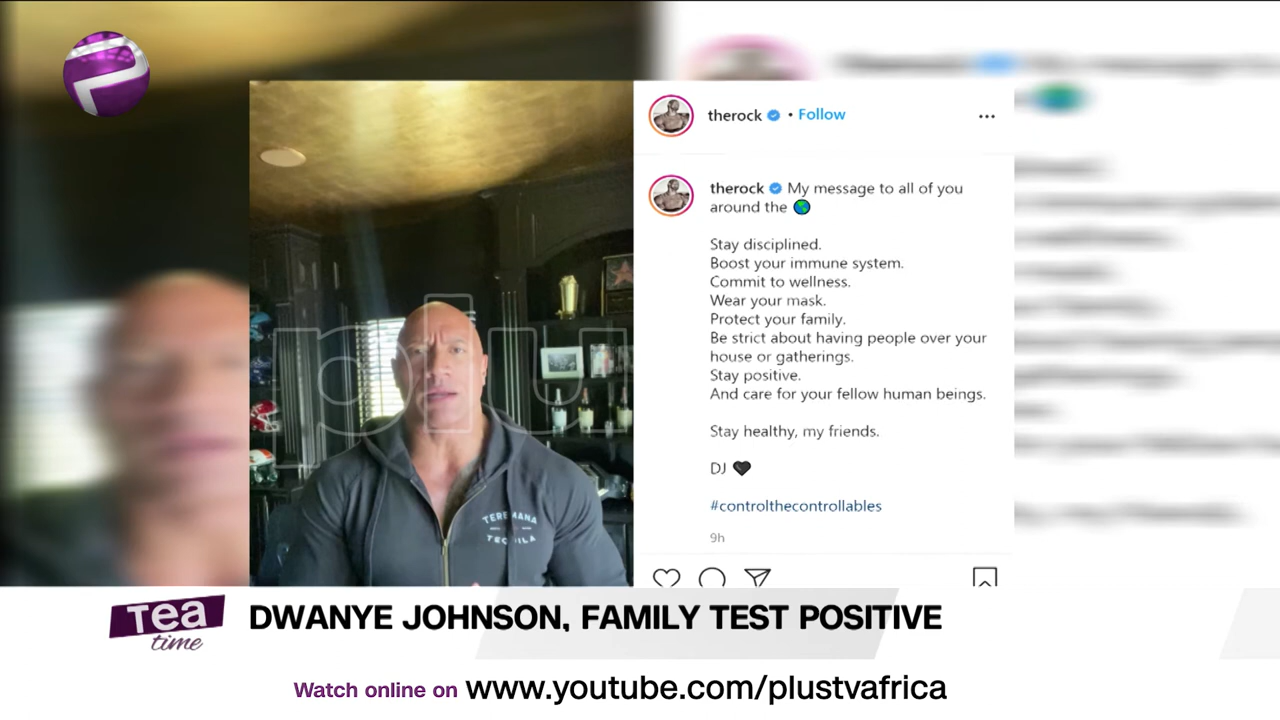 therock • Follow
therock My message to all of you
around the
Stay disciplined.
Boost your immune system.
Commit to wellness.
Wear your mask.
Protect your family.
Be strict about having people over your
house or gatherings.
Stay positive.
And care for your fellow human beings.
Stay healthy, my friends.
DJ
#controlthecontrollables
9h
plu
TEREMANA
TEQUILA
Tea
time
DWANYE JOHNSON, FAMILY TEST POSITIVE
Watch online on www.youtube.com/plustvafrica